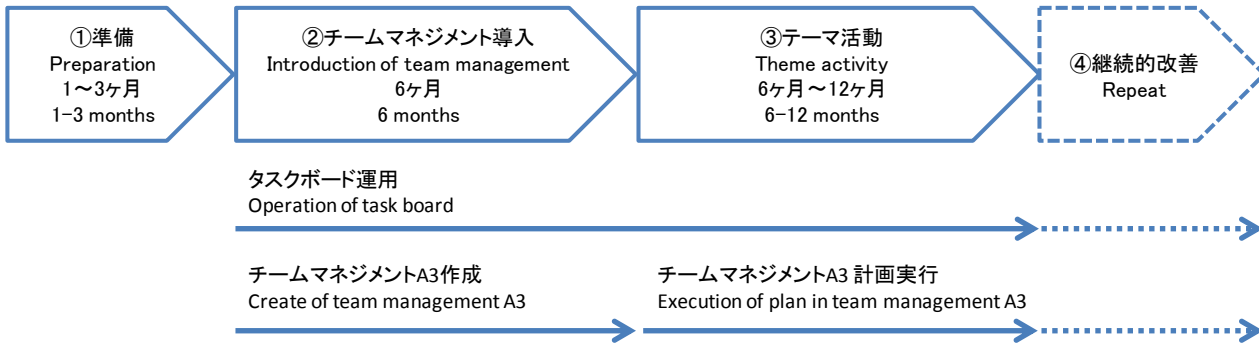 ①準備
Preparation
1～3ヶ月
1-3 months
②チームマネジメント導入
Introduction of team management
6ヶ月
6 months
③テーマ活動
Theme activity
6ヶ月～12ヶ月
6-12 months
④継続的改善
Repeat
タスクボード運用
Operation of task board
チームマネジメントA3作成
Create of team management A3
チームマネジメントA3 計画実行
Execution of plan in team management A3